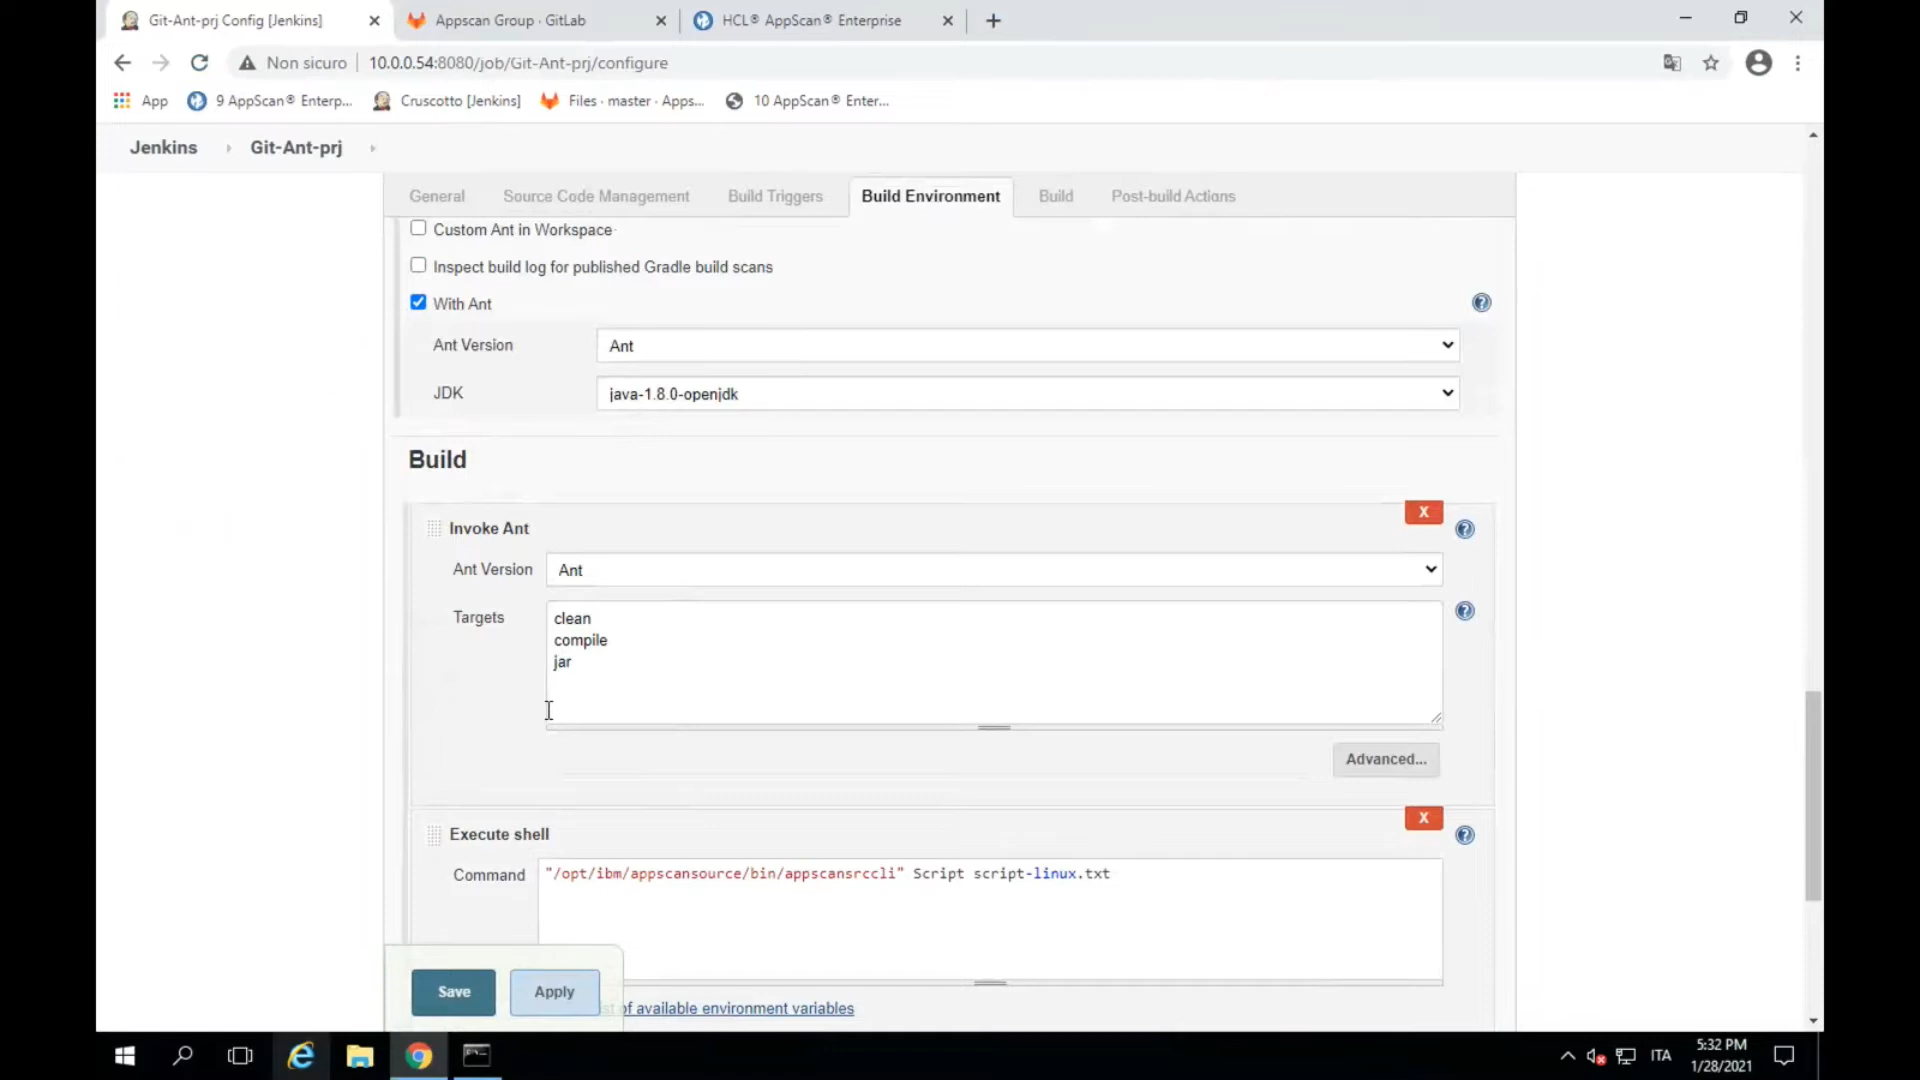 Git-Ant-prj Config [Jenkins]
Appscan Group · GitLab
HCL® AppScan® Enterprise
Non sicuro
10.0.0.54:8080/job/Git-Ant-prj/configure
App
9 AppScan® Enterp...
Cruscotto [Jenkins]
Files · master · Apps...
10 AppScan® Enter...
Jenkins
Git-Ant-prj
General
Source Code Management
Build Triggers
Build Environment
Build
Post-build Actions
Custom Ant in Workspace
Inspect build log for published Gradle build scans
With Ant
Ant Version
Ant
JDK
java-1.8.0-openjdk
Build
X
Invoke Ant
Ant Version
Ant
Targets
clean
compile
jar
Advanced...
X
Execute shell
Command
"/opt/ibm/appscansource/bin/appscansrccli" Script script-linux.txt
Save
Apply
st of available environment variables
ITA
5:32 PM
1/28/2021